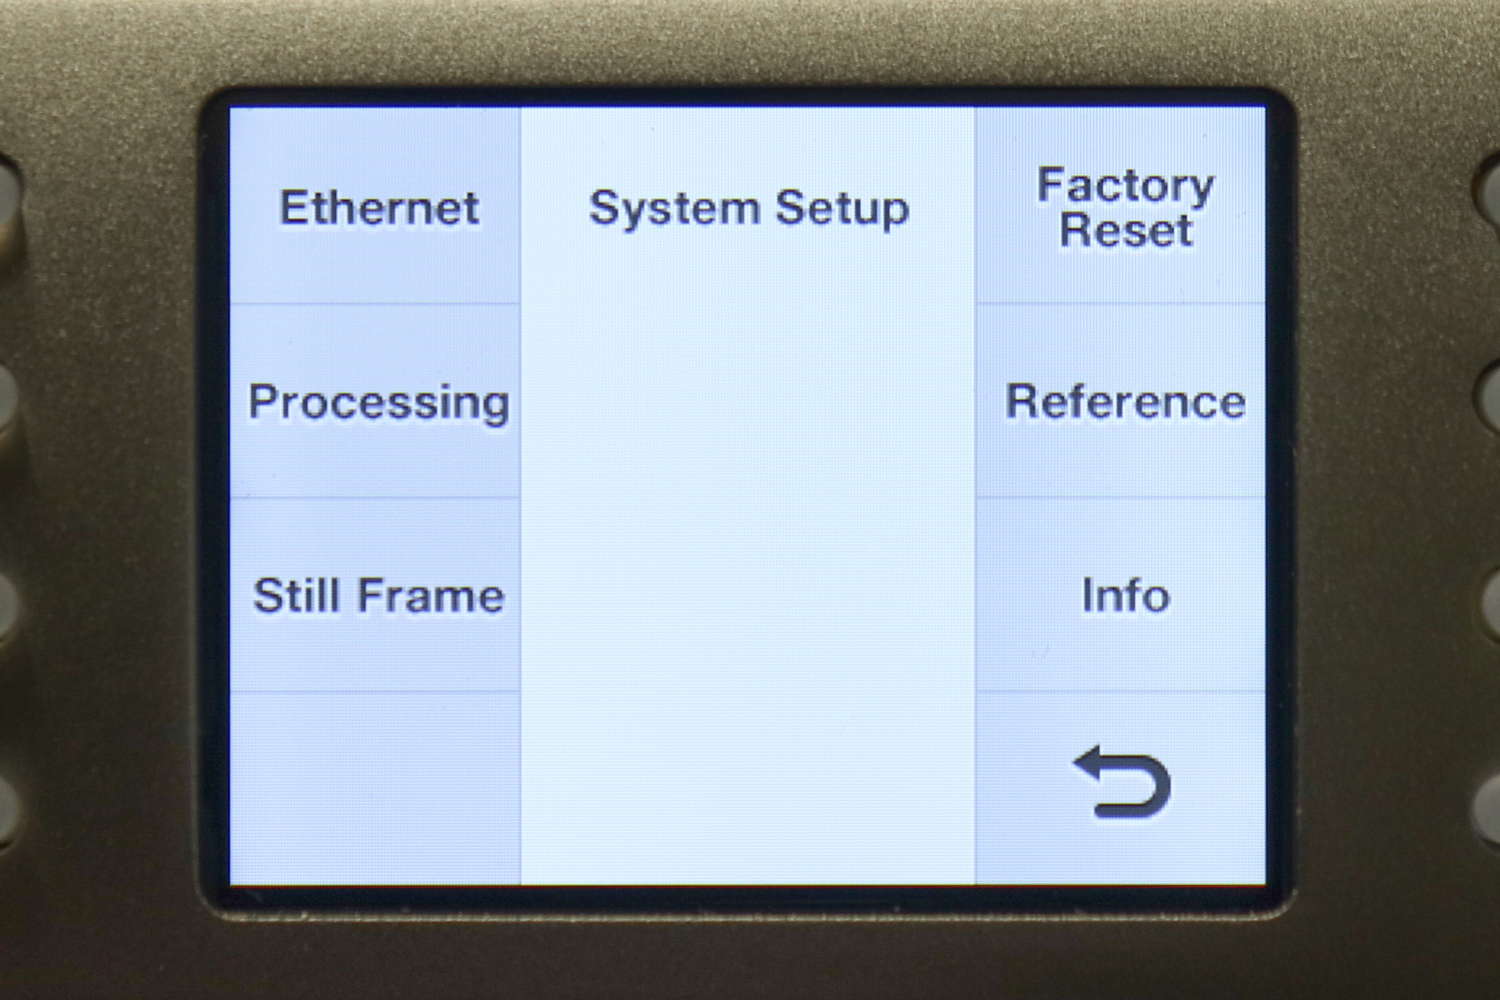 Ethernet
System Setup
Factory
Reset
Processing
Reference
Still Frame
Info